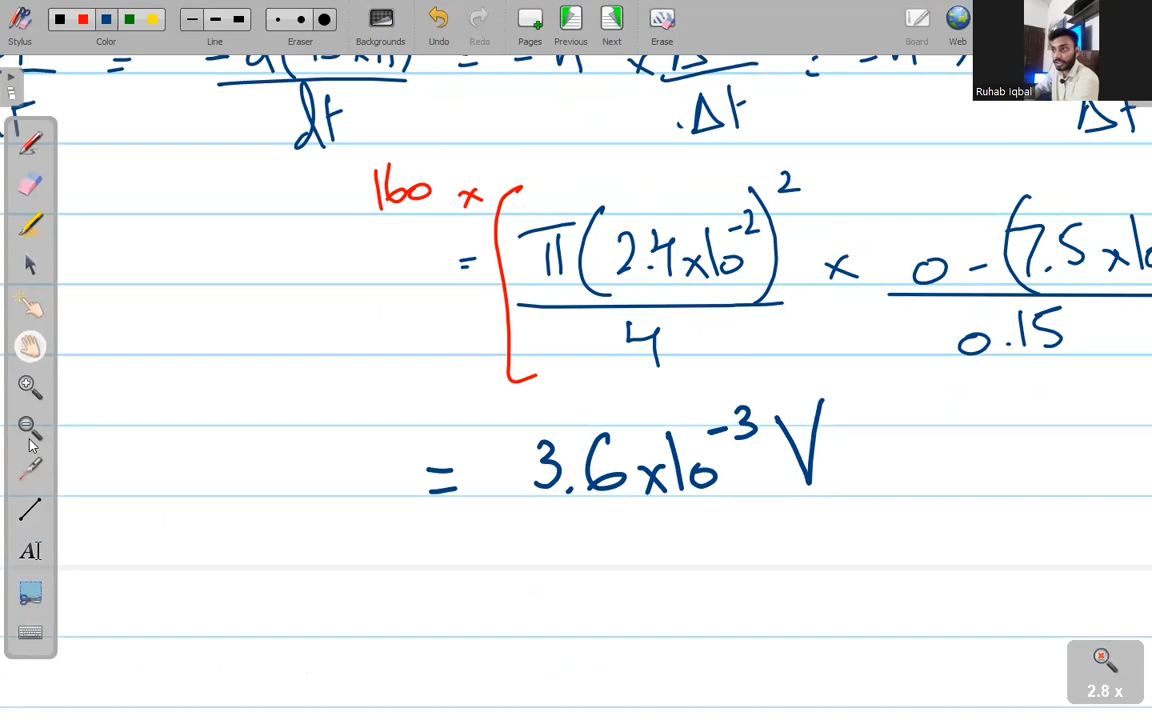 Stylus Color Line Eraser Backgrounds Undo Redo Pages Previous Next Erase Board Web
Ruhab Iqbal
=
dt
.Δt
Δt
160 ×
= [ π(2.4×10⁻²)² / 4 × 0 - (7.5 ×10 / 0.15
= 3.6×10⁻³ V
A
2.8 x